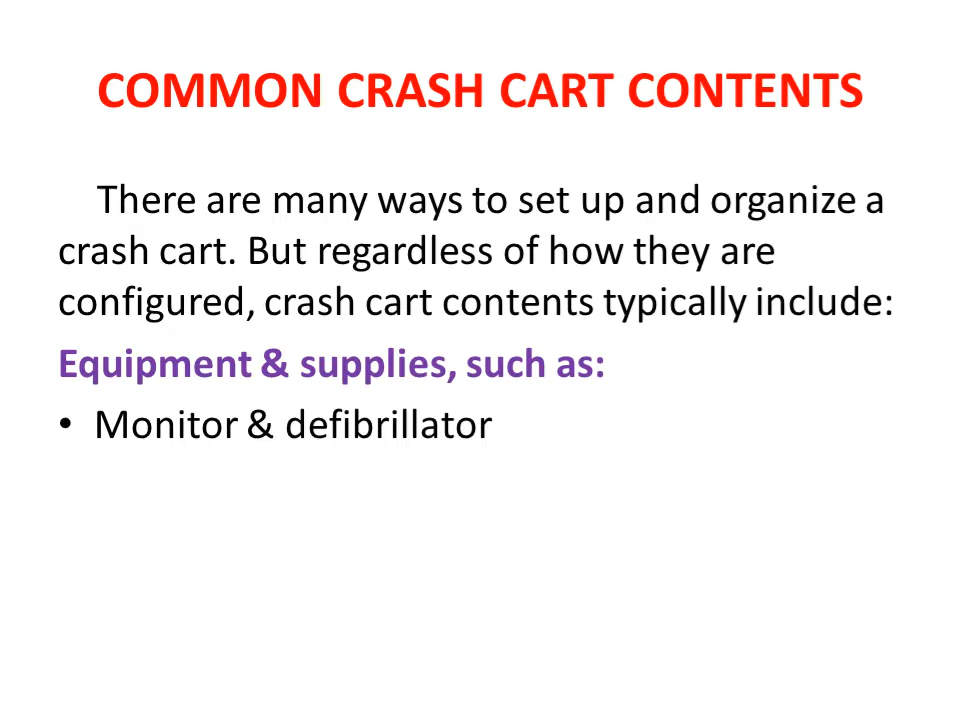 COMMON CRASH CART CONTENTS
There are many ways to set up and organize a
crash cart. But regardless of how they are
configured, crash cart contents typically include:
Equipment & supplies, such as:
• Monitor & defibrillator